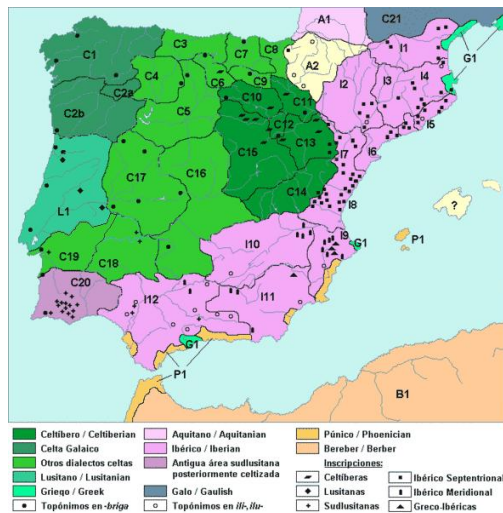 A1
C21
C1
C3
C7
C8
G1
A2
I1
C4
C6
C9
I2
I3
I4
C2a
C10
C11
C2b
C5
C12
I5
C15
C13
I7
I6
C17
C16
C14
I8
?
L1
I10
I9
G1
P1
C19
C18
C20
I12
I11
G1
P1
B1
Celtíbero / Celtiberian
Celta Galaico
Otros dialectos celtas
Lusitano / Lusitanian
Griego / Greek
Topónimos en -briga
Aquitano / Aquitanian
Ibérico / Iberian
Antigua área sudlusitana
posteriormente celtizada
Galo / Gaulish
Topónimos en ili-, ilu-
Púnico / Phoenician
Bereber / Berber
Inscripciones:
Celtíberas
Lusitanas
Sudlusitanas
Ibérico Septentrional
Ibérico Meridional
Greco-Ibéricas